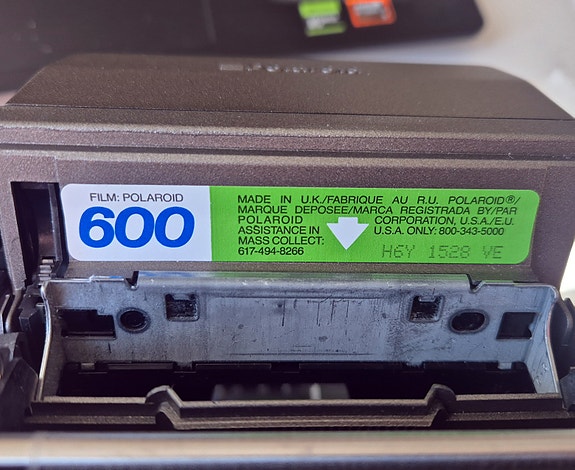 Polaroid
FILM: POLAROID
600
MADE IN U.K./FABRIQUE AU R.U. POLAROID®/
MARQUE DEPOSEE/MARCA REGISTRADA BY/PAR
POLAROID CORPORATION, U.S.A./E.U.
ASSISTANCE IN U.S.A. ONLY: 800-343-5000
MASS COLLECT:
617-494-8266
H6Y 1528 VE